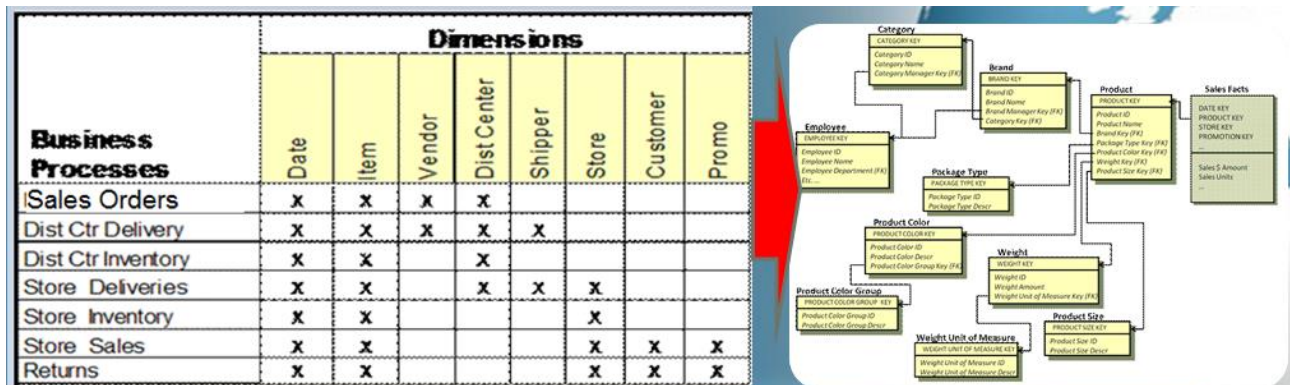 Dimensions
Business
Processes
Date
Item
Vendor
Dist Center
Shipper
Store
Customer
Promo
Sales Orders x x x x
Dist Ctr Delivery x x x x x
Dist Ctr Inventory x x x
Store Deliveries x x x x x
Store Inventory x x x
Store Sales x x x x x
Returns x x x x x
Category
CATEGORY KEY
Category ID
Category Name
Category Manager Key (FK)
Brand
BRAND KEY
Brand ID
Brand Name
Brand Manager Key (FK)
Category Key (FK)
Product
PRODUCT KEY
Product ID
Product Name
Brand Key (FK)
Package Type Key (FK)
Product Color Key (FK)
Weight Key (FK)
Product Size Key (FK)
Sales Facts
DATE KEY
PRODUCT KEY
STORE KEY
PROMOTION KEY
...
Sales $ Amount
Sales Units
...
Employee
EMPLOYEE KEY
Employee ID
Employee Name
Employee Department (FK)
Etc. ...
Package Type
PACKAGE TYPE KEY
Package Type ID
Package Type Descr
Product Color
PRODUCT COLOR KEY
Product Color ID
Product Color Descr
Product Color Group Key (FK)
Weight
WEIGHT KEY
Weight ID
Weight Amount
Weight Unit of Measure Key (FK)
Product Color Group
PRODUCT COLOR GROUP KEY
Product Color Group ID
Product Color Group Descr
Product Size
PRODUCT SIZE KEY
Product Size ID
Product Size Descr
Weight Unit of Measure
WEIGHT UNIT OF MEASURE KEY
Weight Unit of Measure ID
Weight Unit of Measure Descr